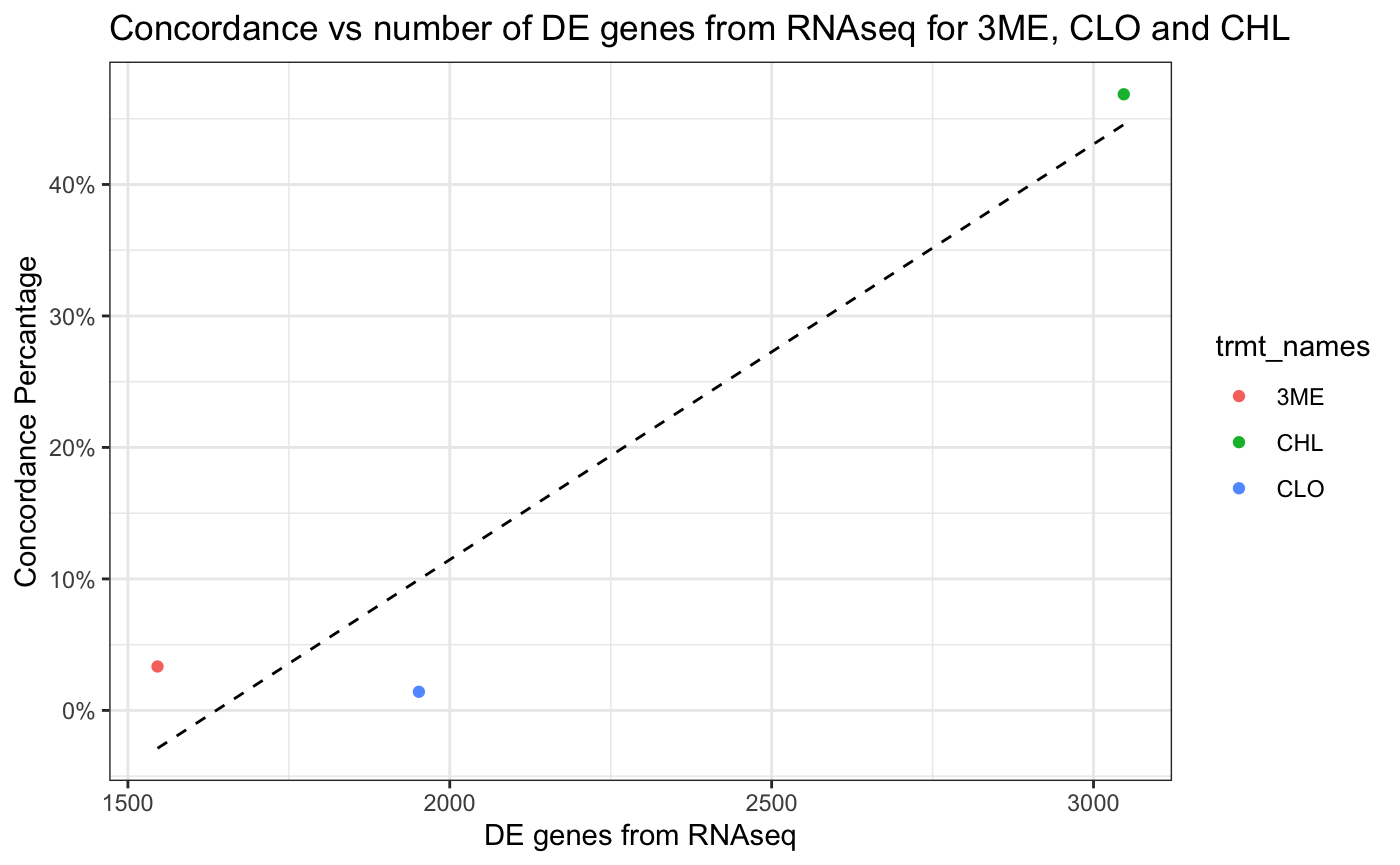 Concordance vs number of DE genes from RNAseq for 3ME, CLO and CHL
Concordance Percantage
40%
30%
20%
10%
0%
1500 2000 2500 3000
DE genes from RNAseq
trmt_names
3ME
CHL
CLO